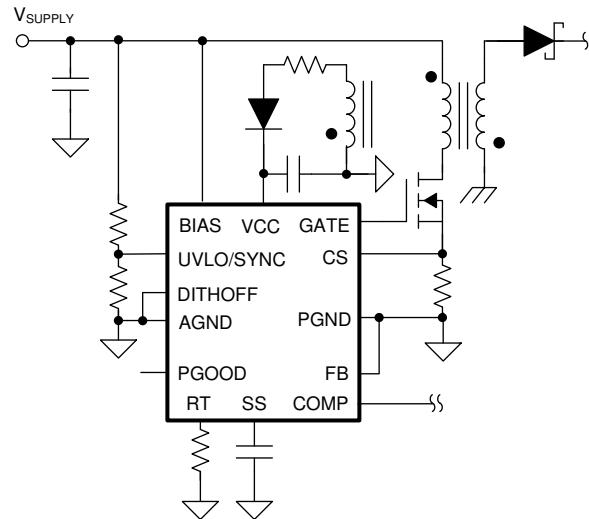 VSUPPLY
BIAS VCC GATE
UVLO/SYNC CS
DITHOFF
AGND PGND
PGOOD FB
RT SS COMP